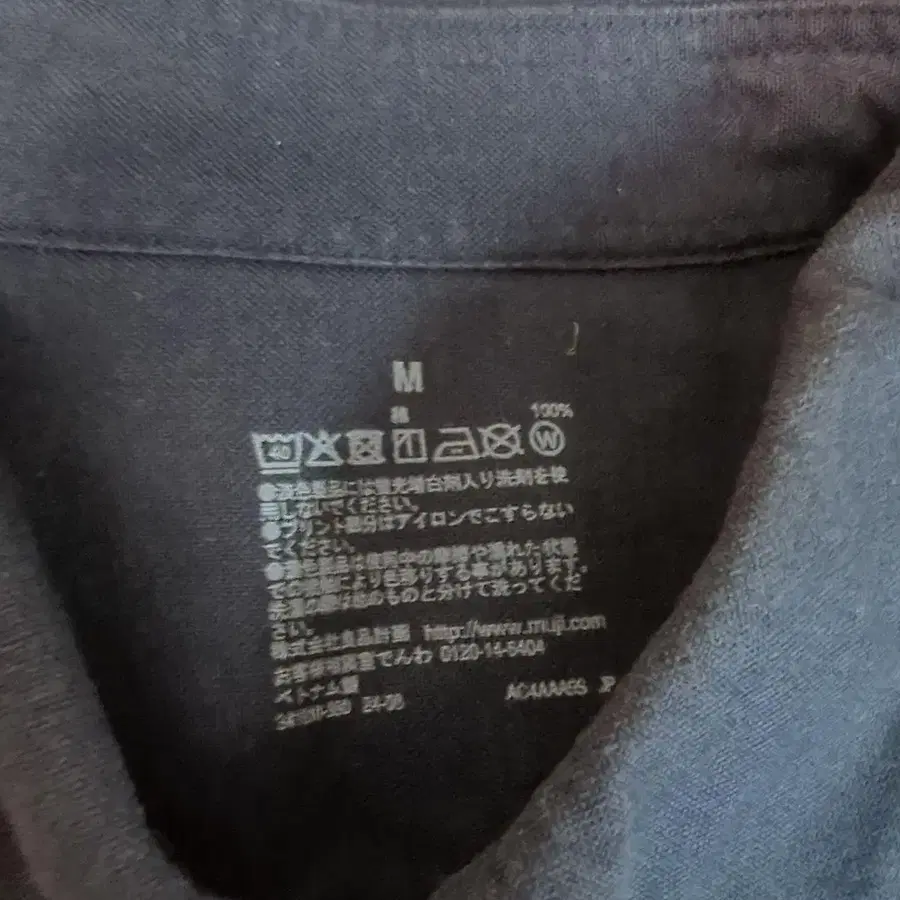 M
綿 100%
40 W
●淡色製品には蛍光増白剤入り洗剤を使
用しないでください。
●プリント部分はアイロンでこすらない
でください。
●濃色製品は使用中の摩擦や濡れた状態
での摩擦により色移りする事があります。
洗濯の際は他のものと分けて洗ってくだ
さい。
株式会社良品計画 http://www.muji.com
お客様相談室でんわ 0120-14-6404
ベトナム製
24-08
JP